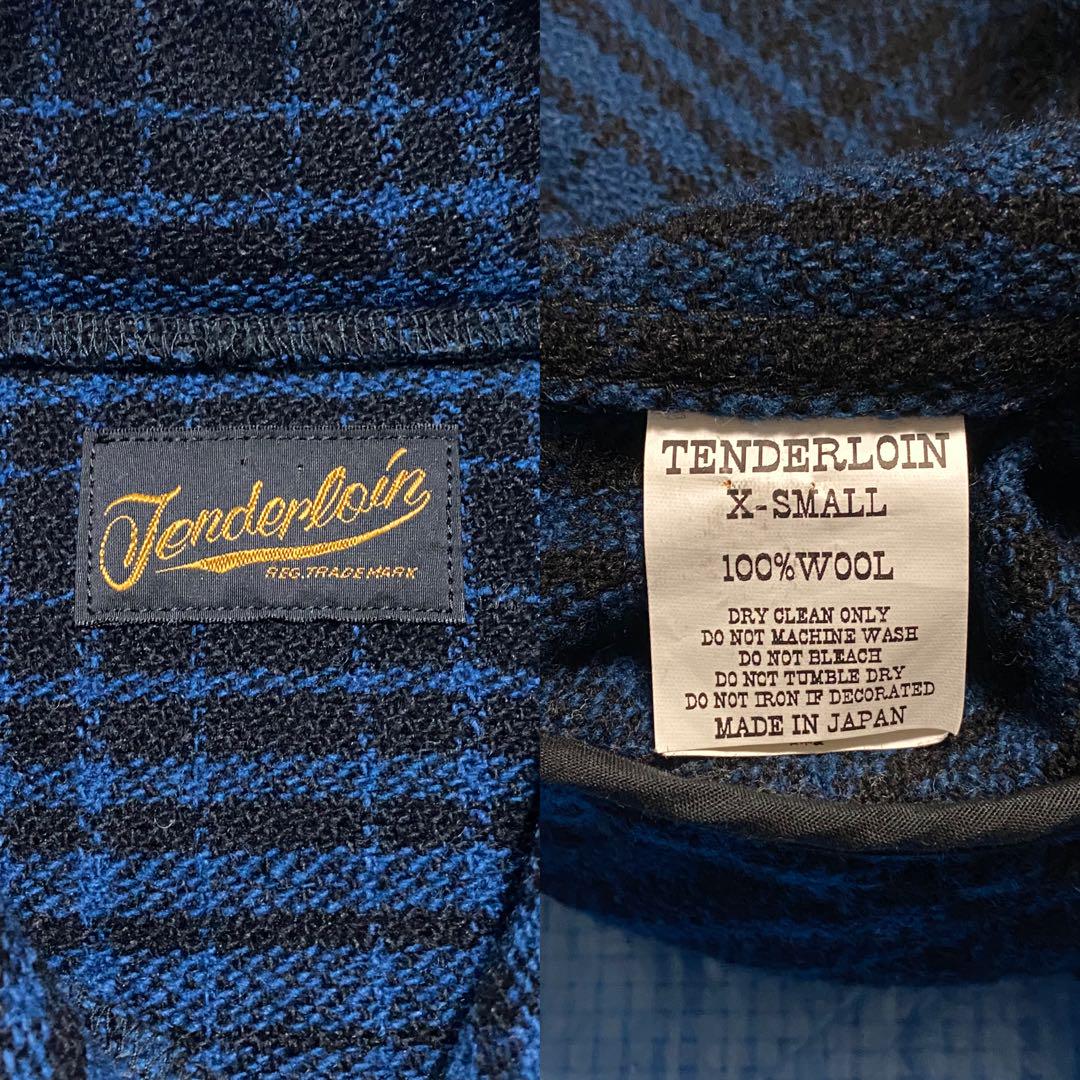 Tenderloin
REG. TRADEMARK
TENDERLOIN
X-SMALL
100% WOOL
DRY CLEAN ONLY
DO NOT MACHINE WASH
DO NOT BLEACH
DO NOT TUMBLE DRY
DO NOT IRON IF DECORATED
MADE IN JAPAN